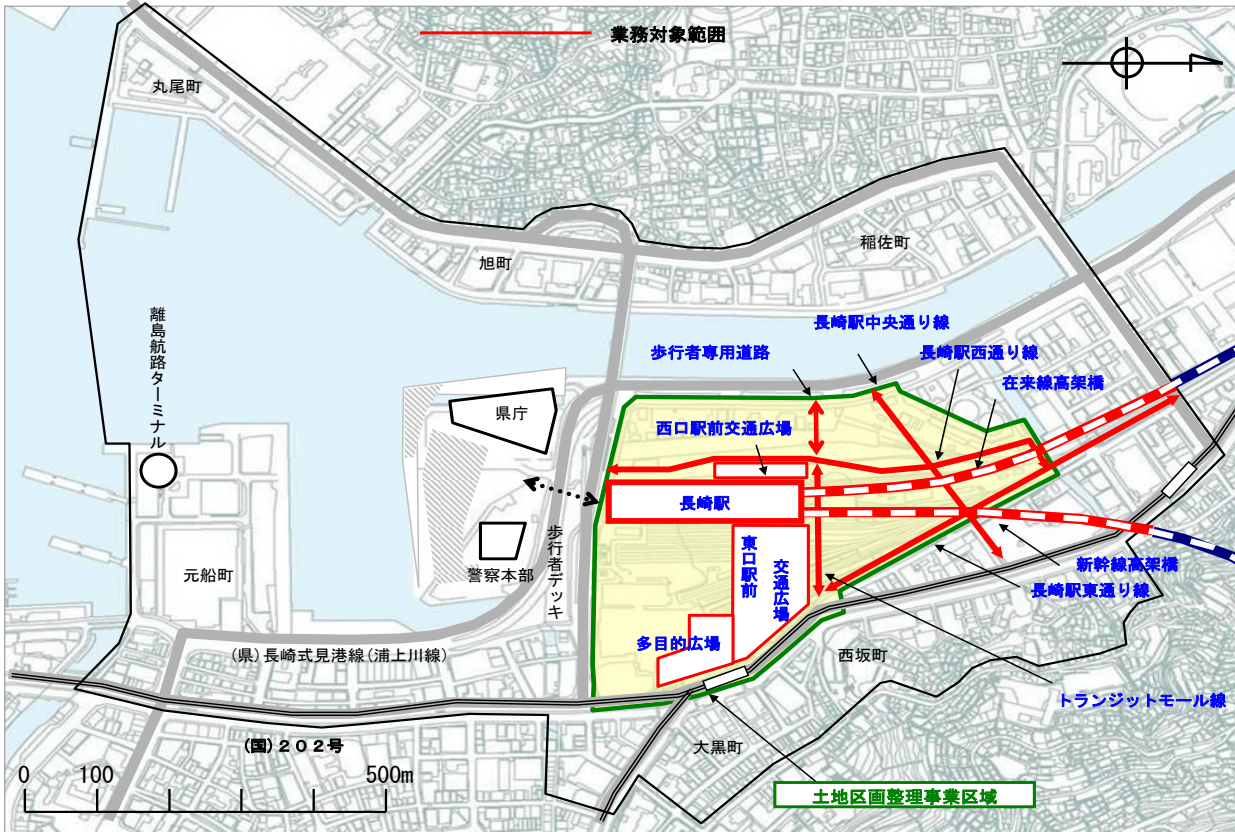 業務対象範囲
丸尾町
稲佐町
旭町
離島航路ターミナル
長崎駅中央通り線
歩行者専用道路
長崎駅西通り線
在来線高架橋
県庁
西口駅前交通広場
長崎駅
歩行者デッキ
東口駅前
交通広場
新幹線高架橋
警察本部
元船町
長崎駅東通り線
多目的広場
(県)長崎式見港線(浦上川線)
西坂町
トランジットモール線
(国)202号
大黒町
0 100 500m
土地区画整理事業区域